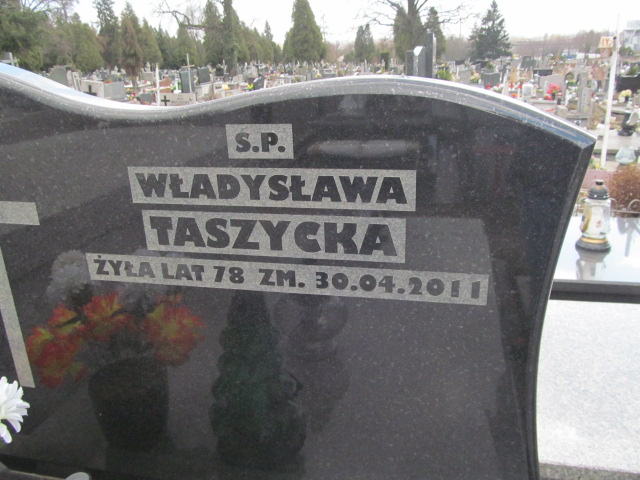 Ś.P.
WŁADYSŁAWA
TASZYCKA
ŻYŁA LAT 78 ZM. 30.04.2011